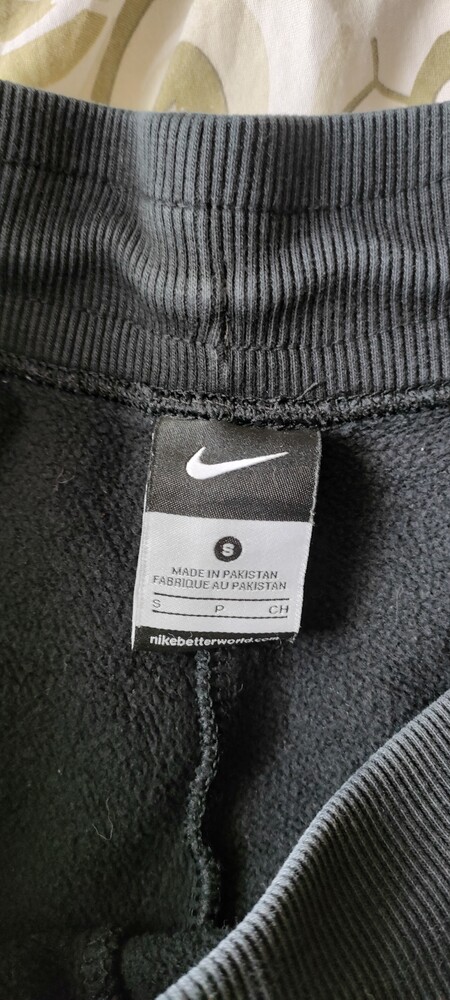 S
MADE IN PAKISTAN
FABRIQUE AU PAKISTAN
S P CH
nikebetterworld.com